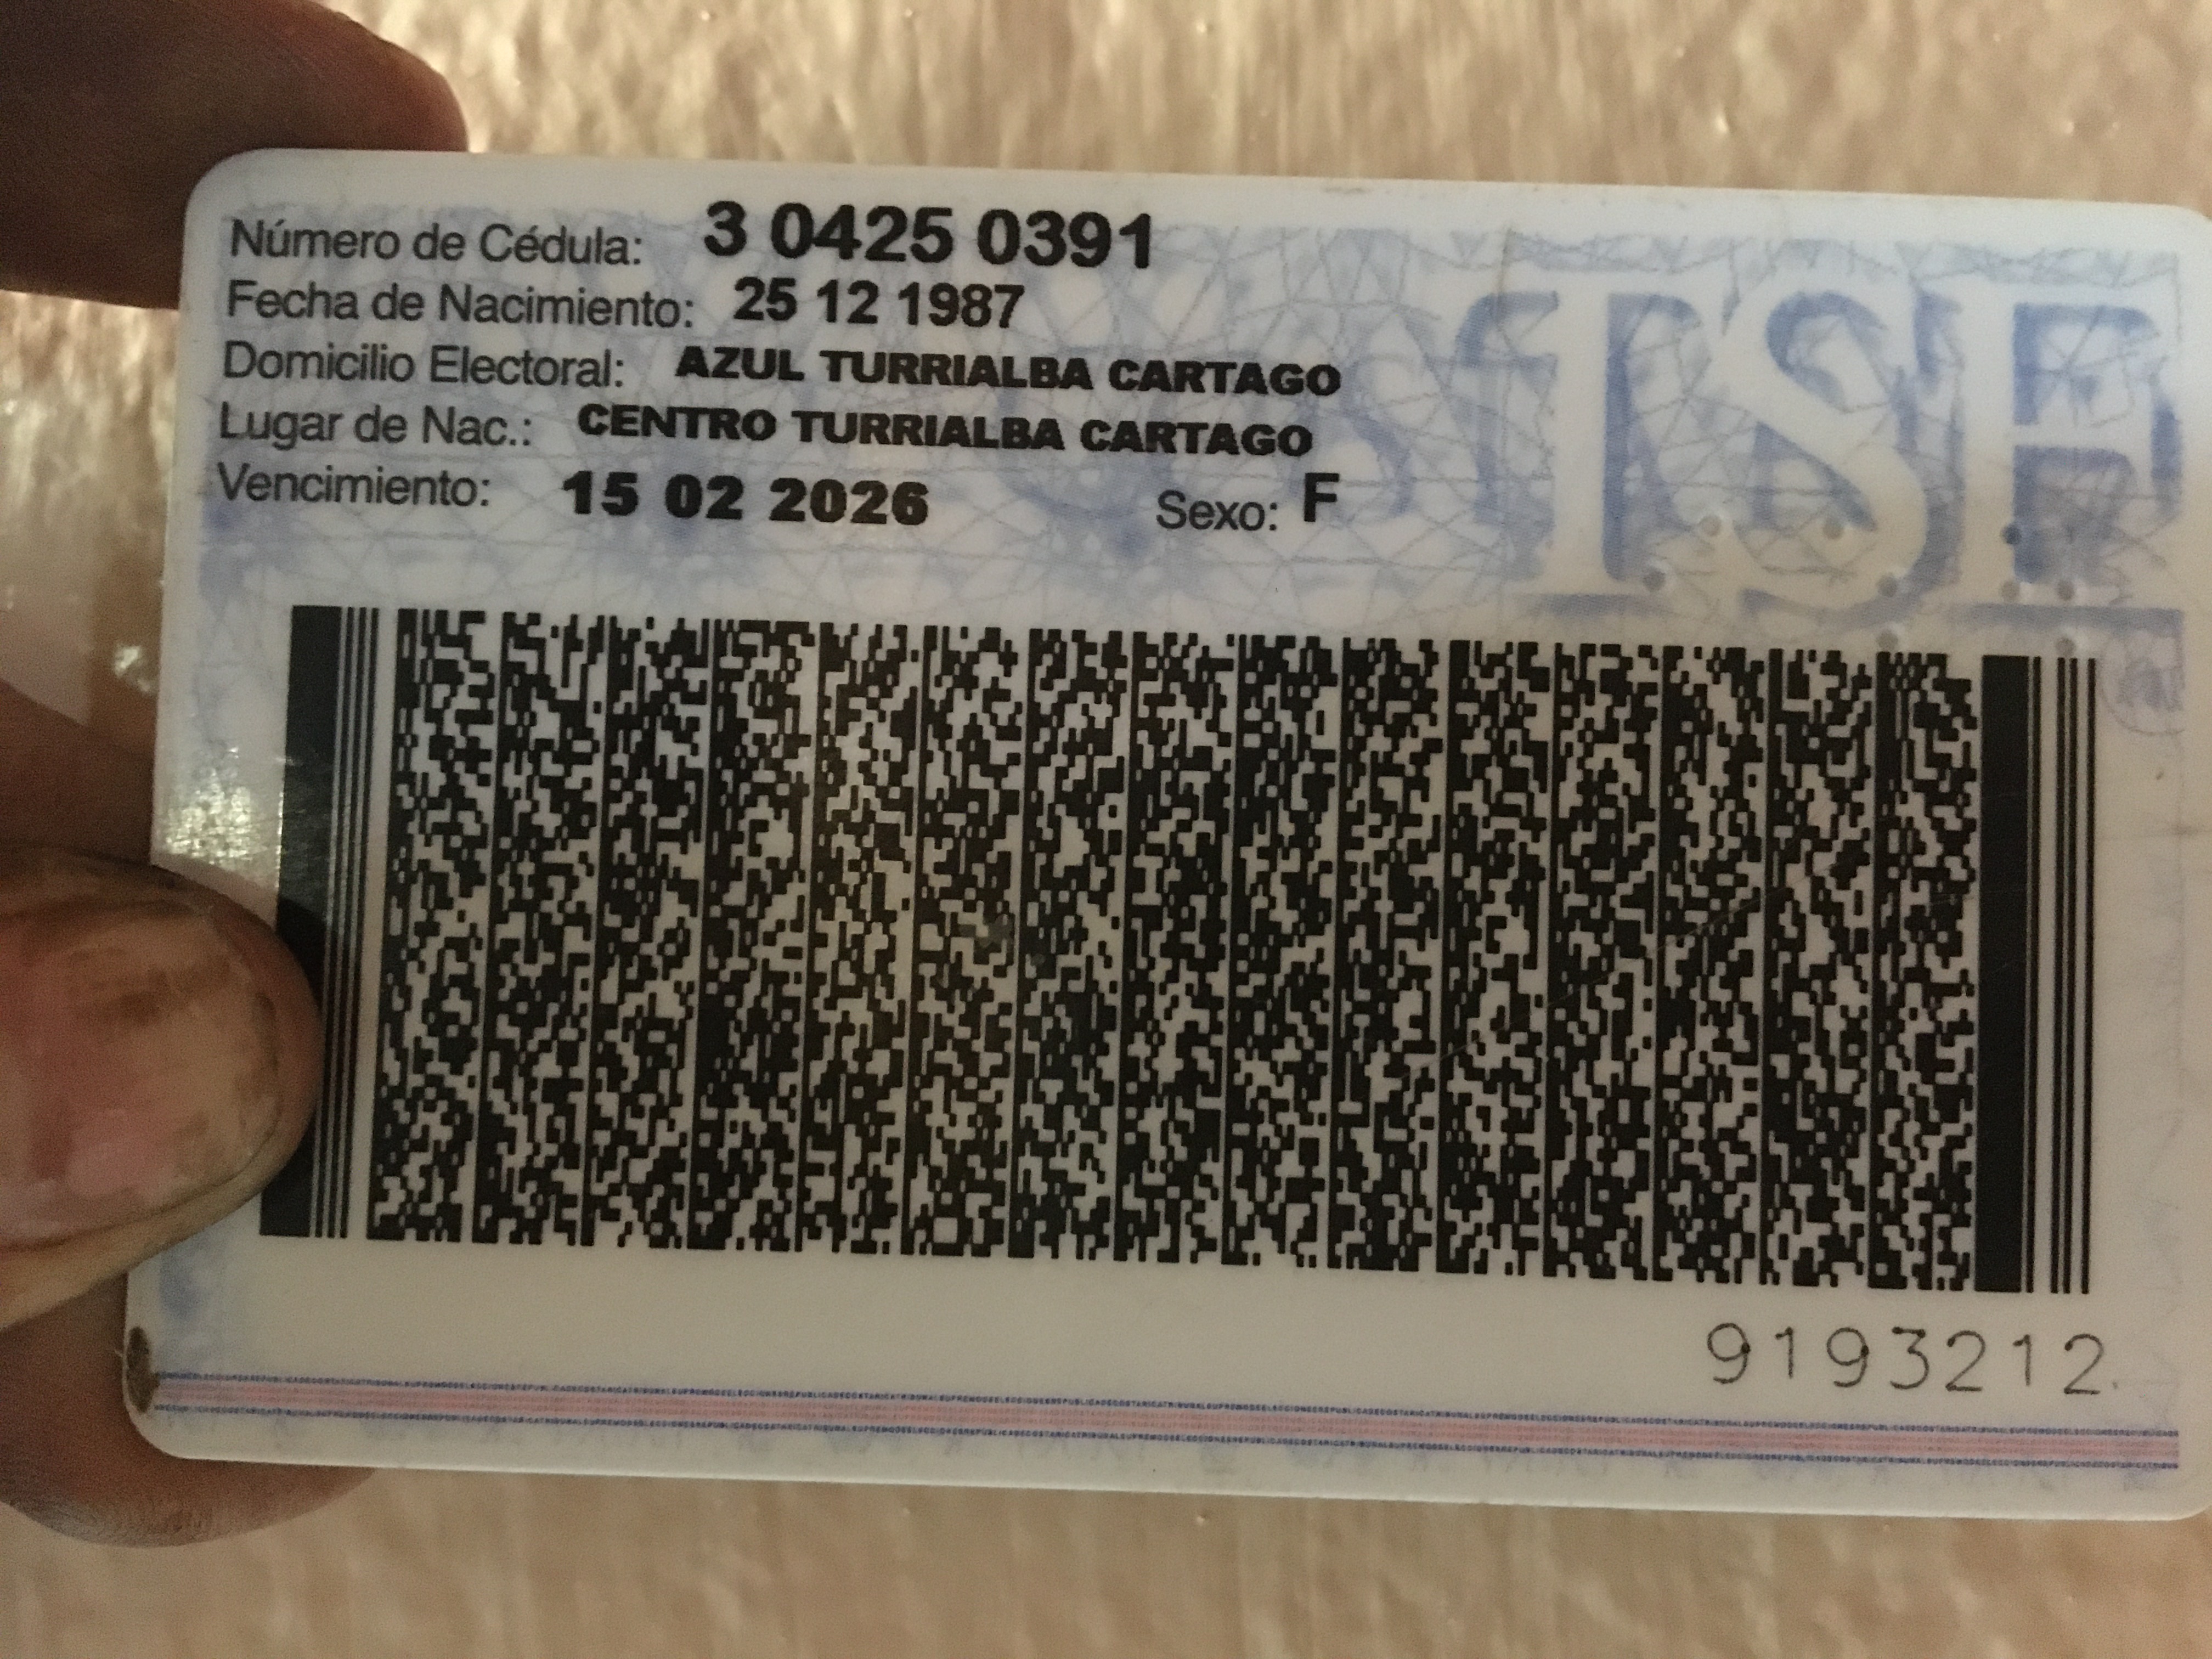 Número de Cédula: 3 0425 0391
Fecha de Nacimiento: 25 12 1987
Domicilio Electoral: AZUL TURRIALBA CARTAGO
Lugar de Nac.: CENTRO TURRIALBA CARTAGO
Vencimiento: 15 02 2026 Sexo: F
TSE
9193212